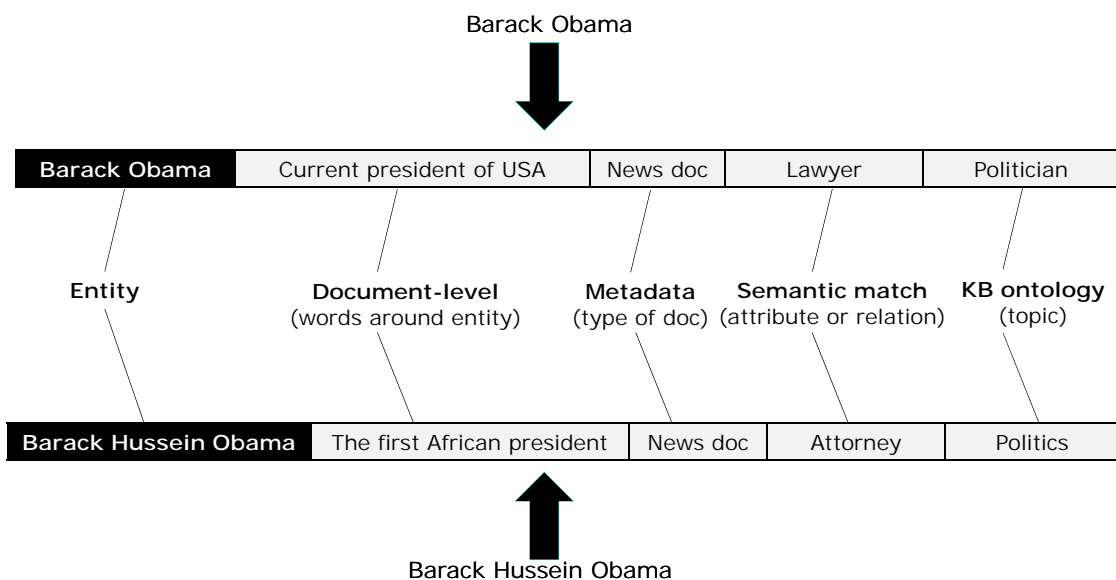 Barack Obama
Barack Obama Current president of USA News doc Lawyer Politician
Entity Document-level Metadata Semantic match KB ontology
(words around entity) (type of doc) (attribute or relation) (topic)
Barack Hussein Obama The first African president News doc Attorney Politics
Barack Hussein Obama